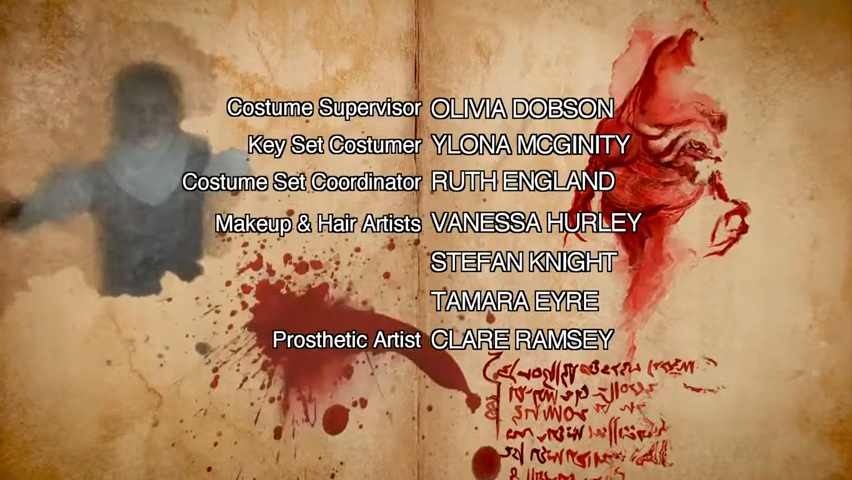 Costume Supervisor OLIVIA DOBSON
Key Set Costumer YLONA MCGINITY
Costume Set Coordinator RUTH ENGLAND
Makeup & Hair Artists VANESSA HURLEY
STEFAN KNIGHT
TAMARA EYRE
Prosthetic Artist CLARE RAMSEY